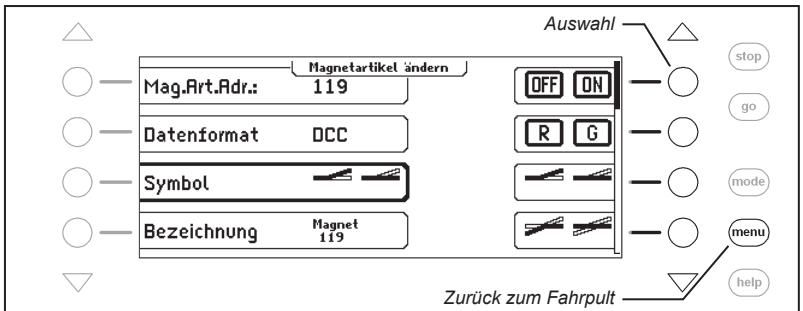 Auswahl
stop
Magnetartikel ändern
Mag.Art.Adr.: 119 OFF ON
go
Datenformat DCC R G
Symbol
mode
Bezeichnung Magnet
119
menu
Zurück zum Fahrpult
help